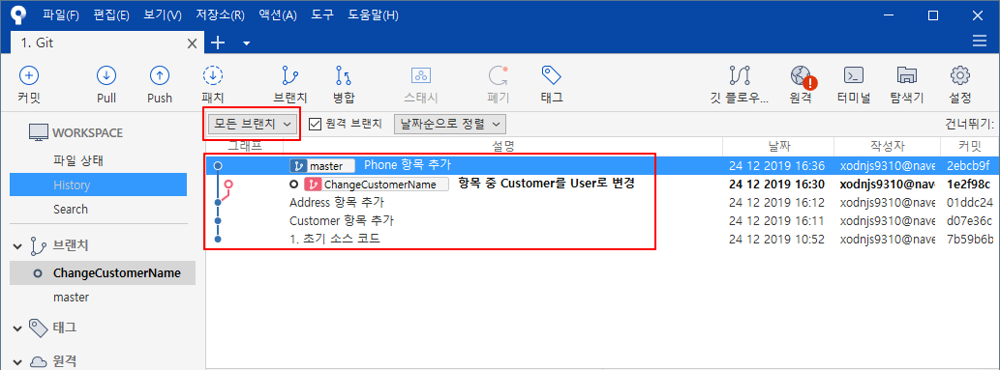 파일(F) 편집(E) 보기(V) 저장소(R) 액션(A) 도구 도움말(H)
1. Git
커밋 Pull Push 패치 브랜치 병합 스태시 폐기 태그 깃 플로우... 원격 터미널 탐색기 설정
모든 브랜치 원격 브랜치 날짜순으로 정렬 건너뛰기:
그래프 설명 날짜 작성자 커밋
master Phone 항목 추가 24 12 2019 16:36 xodnjs9310@nave 2ebcb9f
ChangeCustomerName 항목 중 Customer를 User로 변경 24 12 2019 16:30 xodnjs9310@nave 1e2f98c
Address 항목 추가 24 12 2019 16:12 xodnjs9310@nave 01ddc24
Customer 항목 추가 24 12 2019 16:11 xodnjs9310@nave d07e36c
1. 초기 소스 코드 24 12 2019 10:52 xodnjs9310@nave 7b59b6b
WORKSPACE
파일 상태
History
Search
브랜치
ChangeCustomerName
master
태그
원격